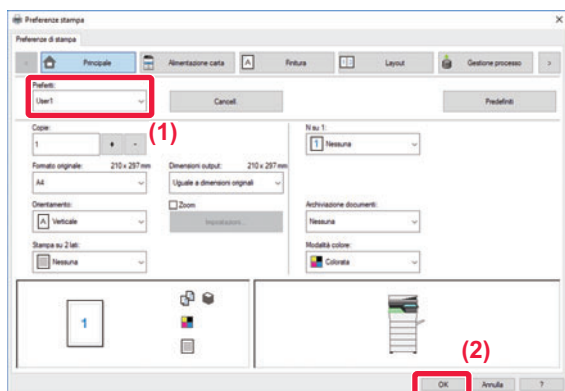 Preferenze stampa
Preferenze di stampa
Principale
Alimentazione carta
A
Finitura
Layout
Gestione processo
Preferiti:
User1
Cancell.
Predefiniti
(1)
Copie:
1
+ -
N su 1:
1 Nessuna
Formato originale: 210 x 297 mm
A4
Dimensioni output: 210 x 297 mm
Uguale a dimensioni originali
Orientamento:
A Verticale
Zoom
Impostazioni...
Archiviazione documenti:
Nessuna
Stampa su 2 lati:
Nessuna
Modalità colore:
Colorata
1
(2)
OK
Annulla
?